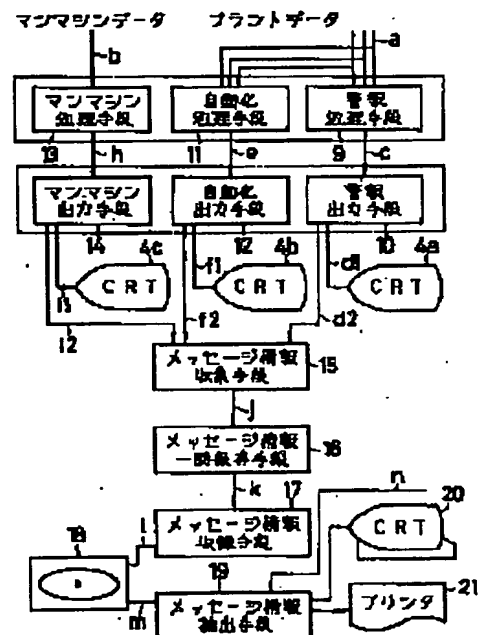 マンマシンデータ プラントデータ
b a
マンマシン
処理手段
自動化
処理手段
警報
処理手段
13 h 11 e 9 c
マンマシン
出力手段
自動化
出力手段
警報
出力手段
14 4c 12 4b 10 4a
CRT
f1
CRT
d1
CRT
i1
i2 f2 d2
メッセージ情報
収集手段
15
j
メッセージ情報
一時保存手段
16
k 17 n
メッセージ情報
収録手段
20
CRT
18 l
19
m
メッセージ情報
抽出手段
プリンタ
21